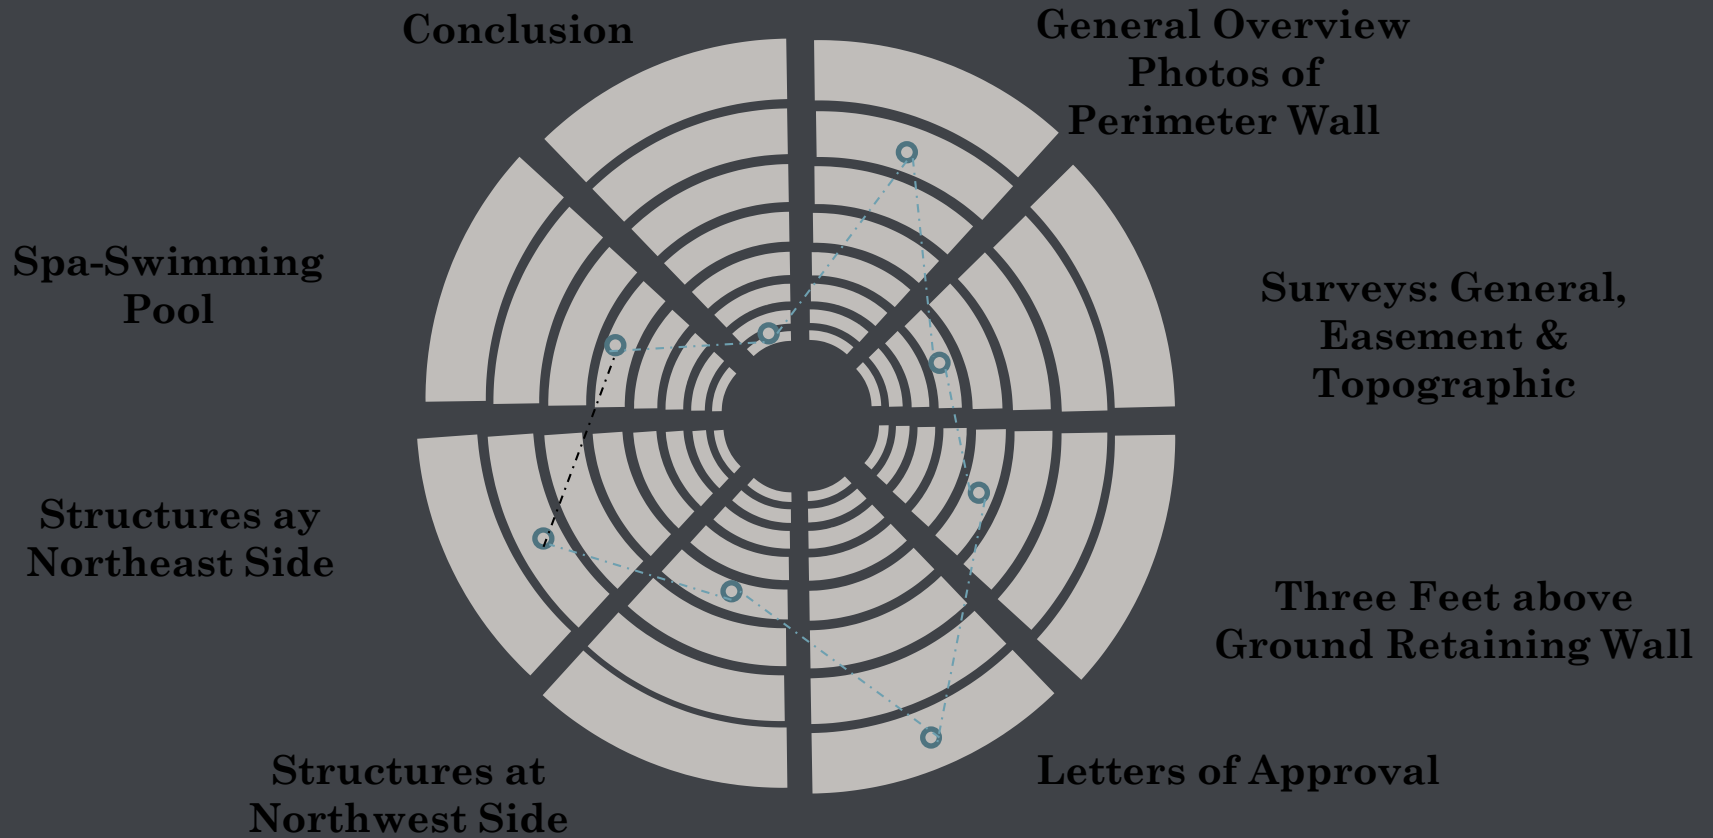 Conclusion
General Overview
Photos of
Perimeter Wall
Spa-Swimming
Pool
Surveys: General,
Easement &
Topographic
Structures ay
Northeast Side
Three Feet above
Ground Retaining Wall
Structures at
Northwest Side
Letters of Approval